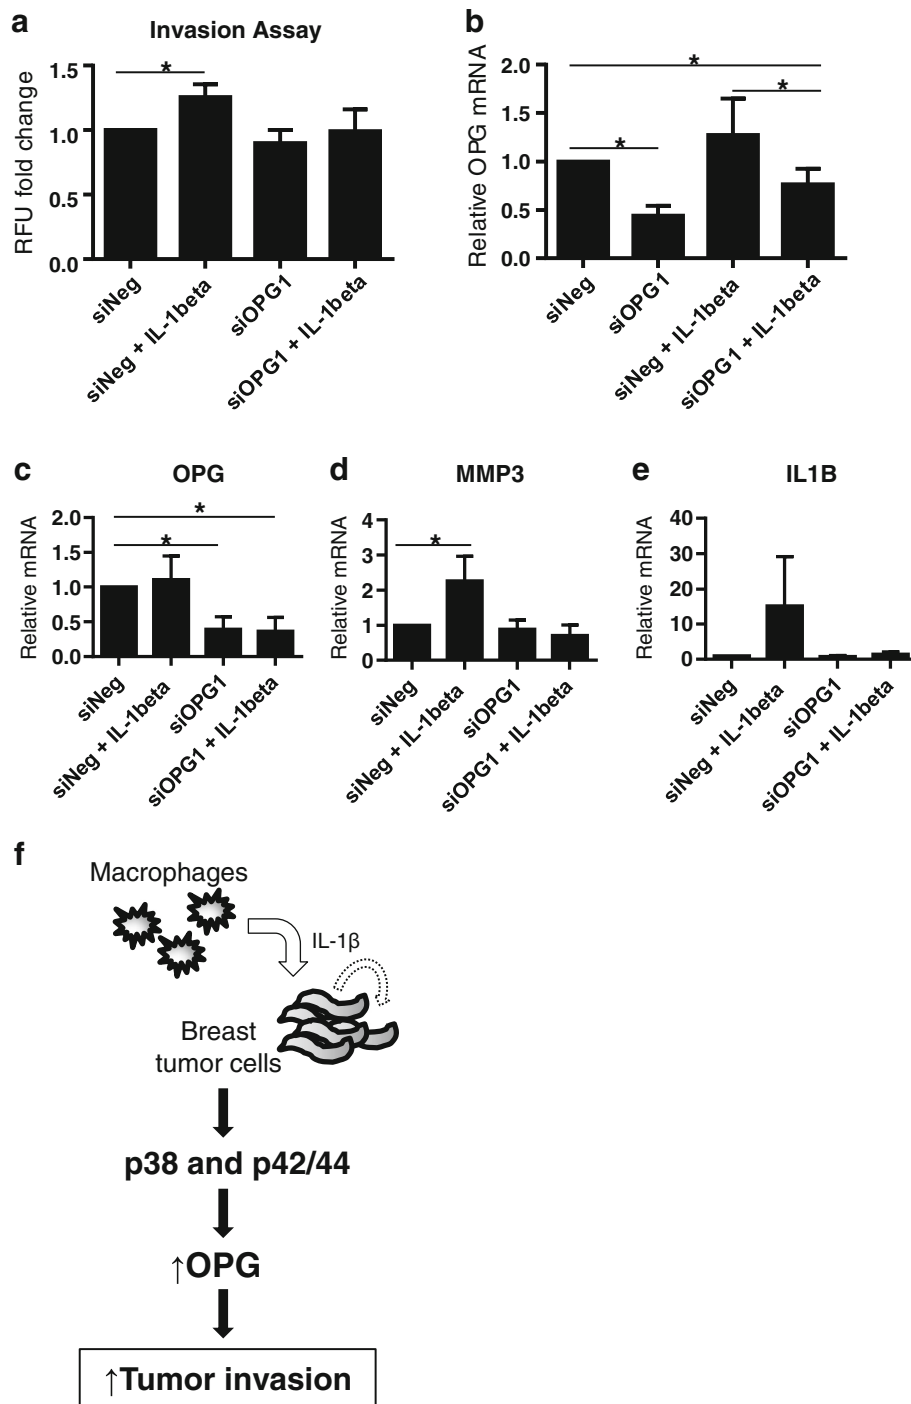 a
Invasion Assay
RFU fold change
1.5
1.0
0.5
0.0
*
siNeg
siNeg + IL-1beta
siOPG1
siOPG1 + IL-1beta
b
Relative OPG mRNA
2.0
1.5
1.0
0.5
0.0
*
*
*
siNeg
siOPG1
siNeg + IL-1beta
siOPG1 + IL-1beta
c
OPG
Relative mRNA
2.0
1.5
1.0
0.5
0.0
*
*
siNeg
siNeg + IL-1beta
siOPG1
siOPG1 + IL-1beta
d
MMP3
Relative mRNA
4
3
2
1
0
*
siNeg
siNeg + IL-1beta
siOPG1
siOPG1 + IL-1beta
e
IL1B
Relative mRNA
40
30
20
10
0
siNeg
siNeg + IL-1beta
siOPG1
siOPG1 + IL-1beta
f
Macrophages
IL-1β
Breast
tumor cells
p38 and p42/44
↑OPG
↑Tumor invasion